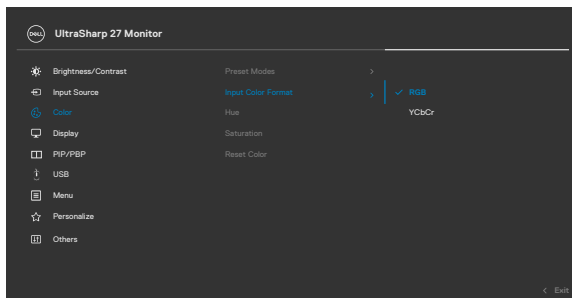 DELL UltraSharp 27 Monitor
Brightness/Contrast Preset Modes >
Input Source Input Color Format > ✓ RGB
Color Hue YCbCr
Display Saturation
PIP/PBP Reset Color
USB
Menu
Personalize
Others
< Exit